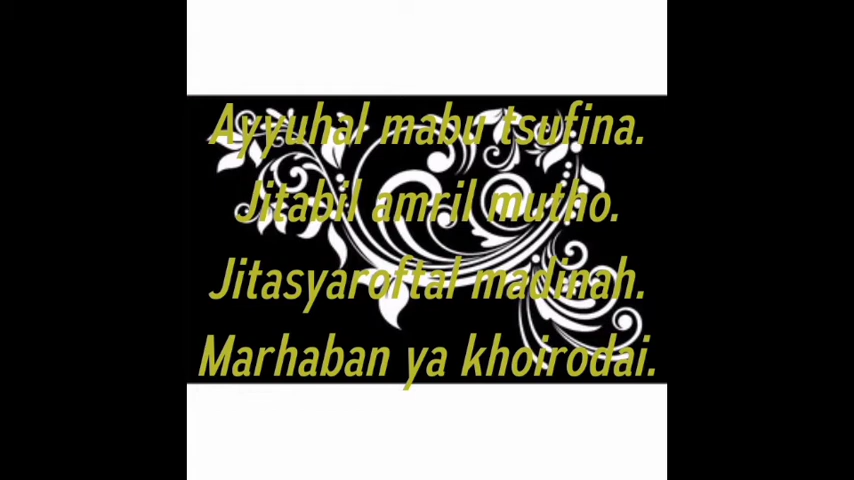 Ayyuhal mabu tsufina.
Jitabil amril mutho.
Jitasyaroftal madinah.
Marhaban ya khoirodai.